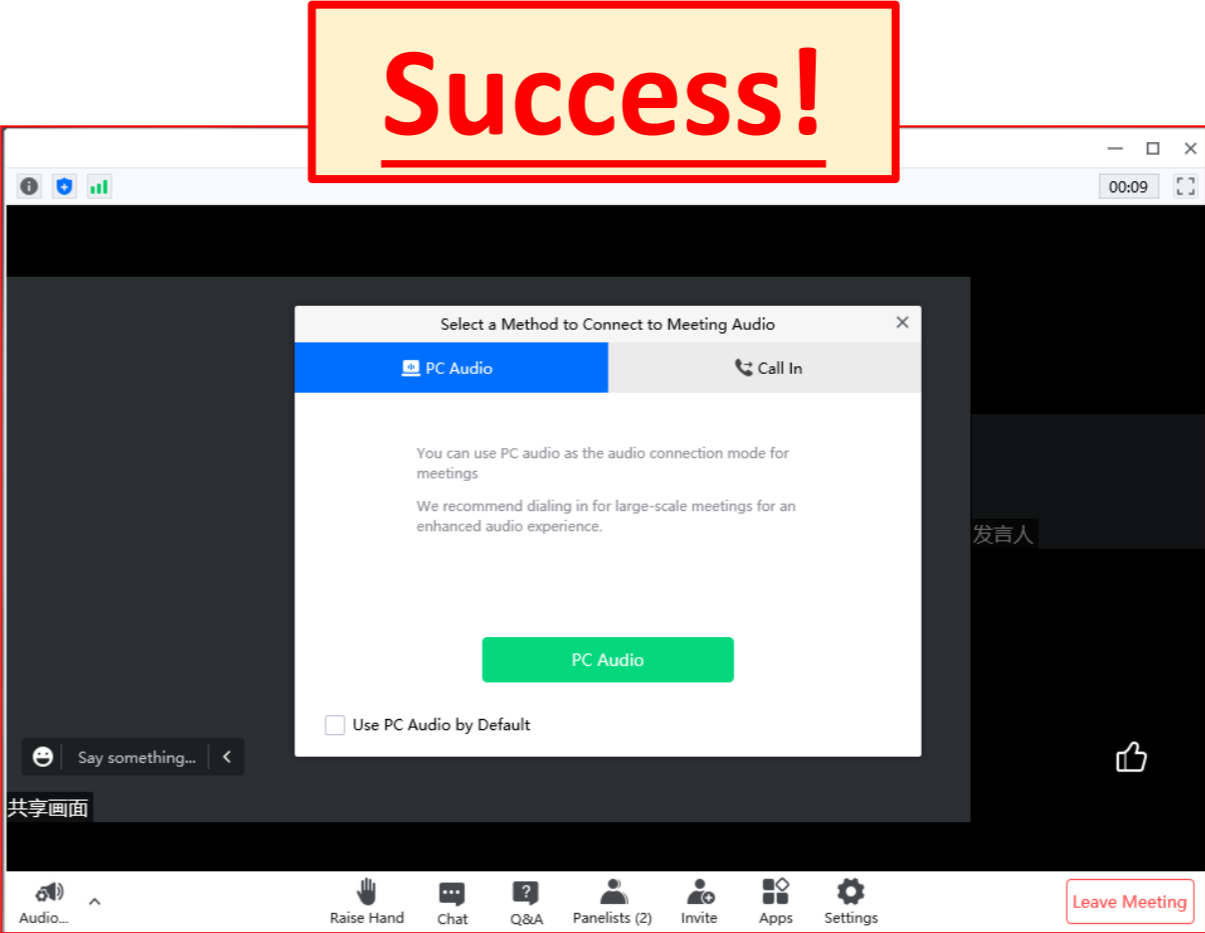 Success!
00:09
Select a Method to Connect to Meeting Audio
PC Audio
Call In
You can use PC audio as the audio connection mode for
meetings
We recommend dialing in for large-scale meetings for an
enhanced audio experience.
发言人
PC Audio
Use PC Audio by Default
Say something...
共享画面
Audio...
Raise Hand
Chat
Q&A
Panelists (2)
Invite
Apps
Settings
Leave Meeting